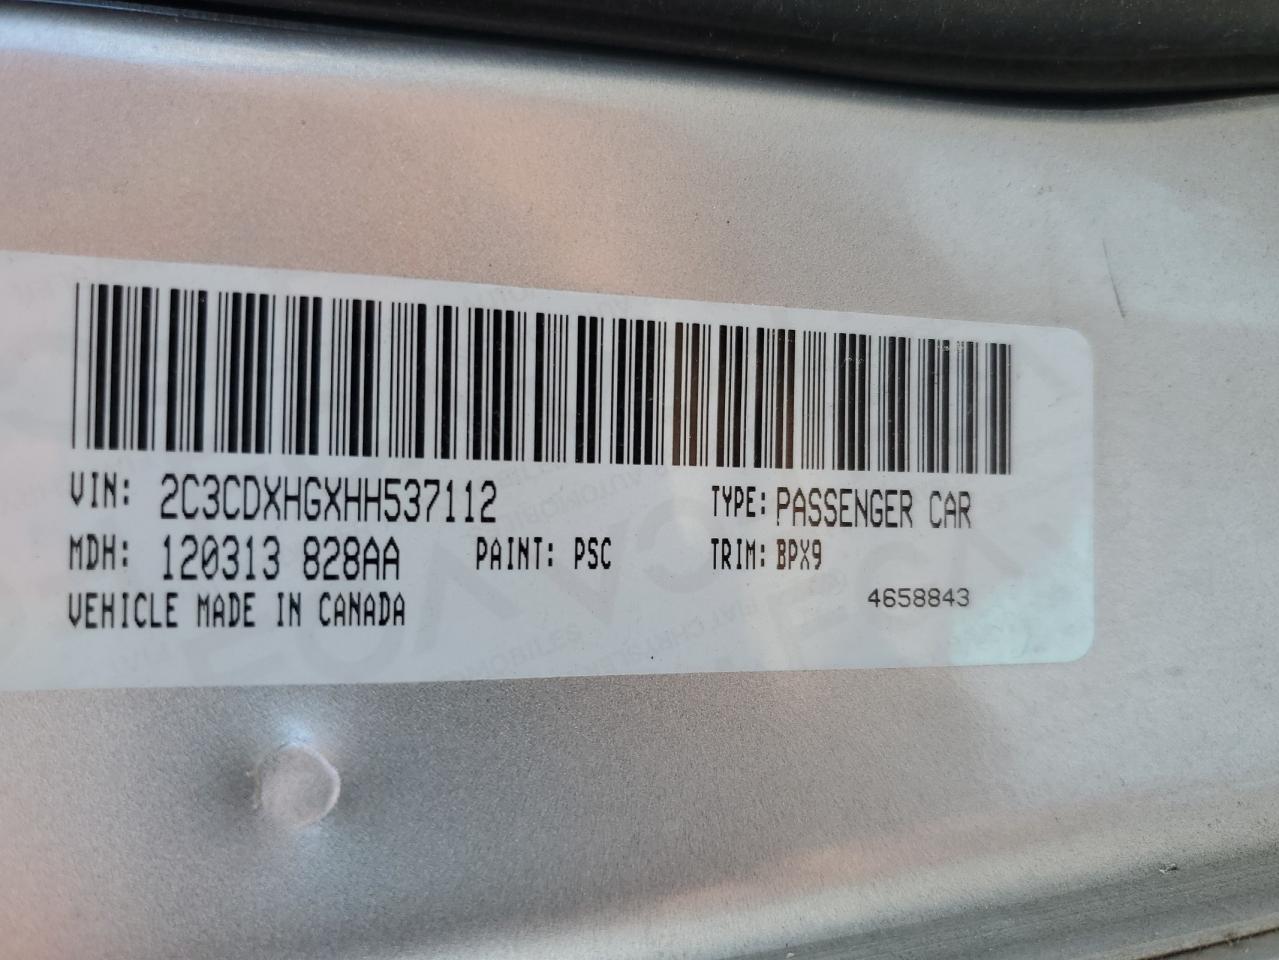 VIN: 2C3CDXHGXHH537112 TYPE: PASSENGER CAR
MDH: 120313 828AA PAINT: PSC TRIM: BPX9
VEHICLE MADE IN CANADA 4658843